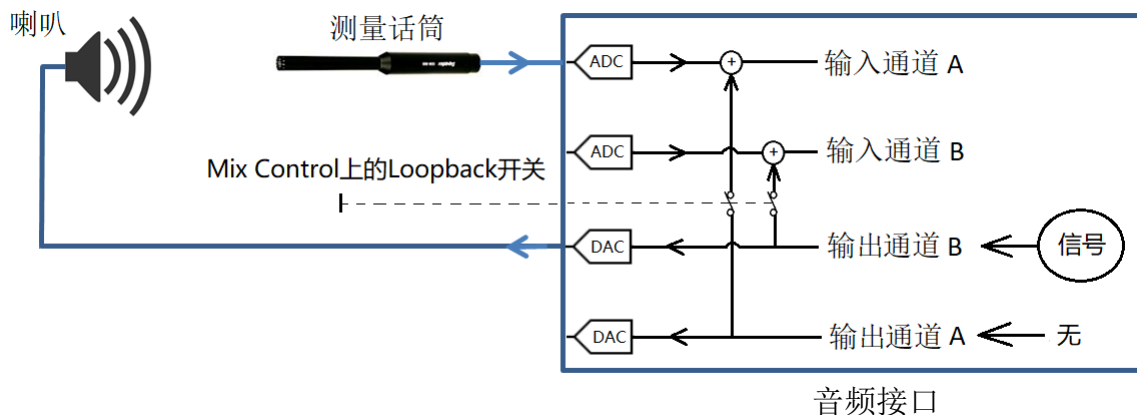 喇叭
测量话筒
ADC
+
输入通道 A
ADC
+
输入通道 B
Mix Control上的Loopback开关
DAC
输出通道 B
信号
DAC
输出通道 A
无
音频接口